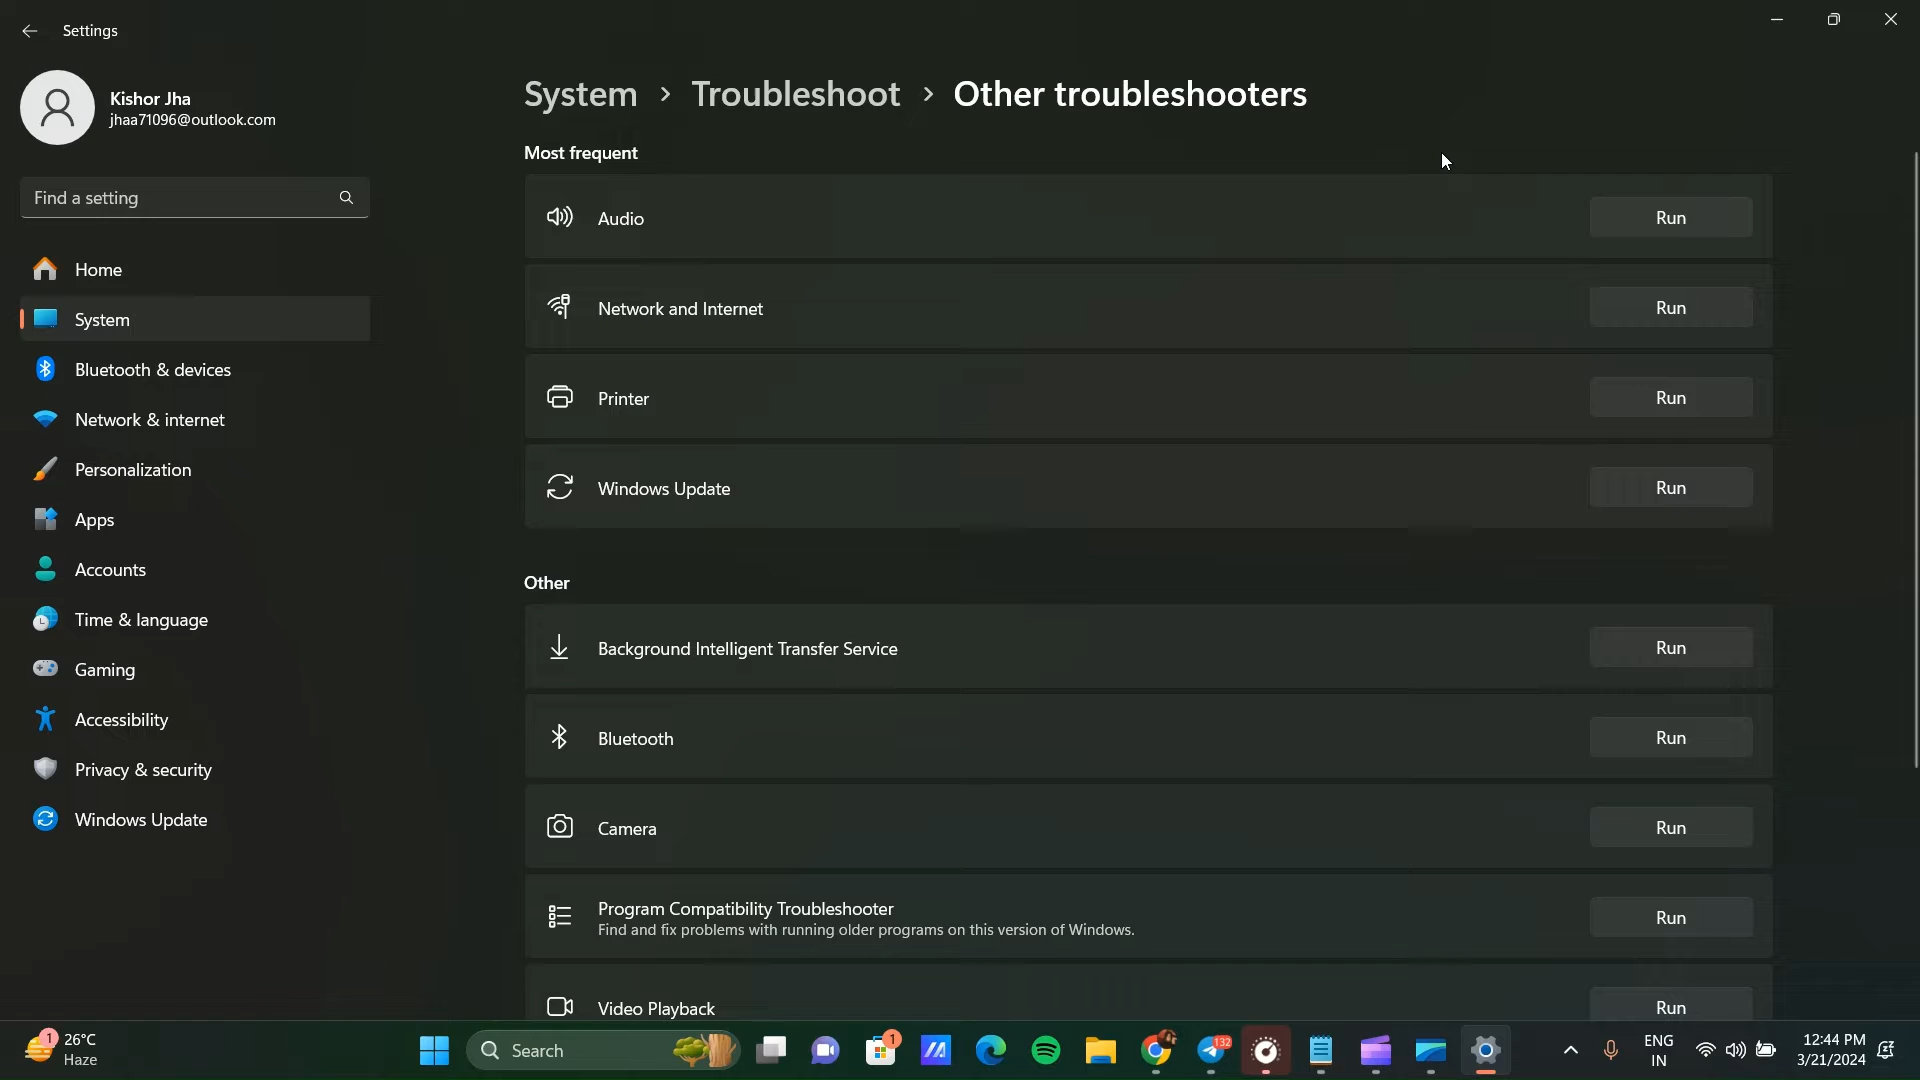 Settings
Kishor Jha
jhaa71096@outlook.com
Find a setting
Home
System
Bluetooth & devices
Network & internet
Personalization
Apps
Accounts
Time & language
Gaming
Accessibility
Privacy & security
Windows Update
System > Troubleshoot > Other troubleshooters
Most frequent
Audio Run
Network and Internet Run
Printer Run
Windows Update Run
Other
Background Intelligent Transfer Service Run
Bluetooth Run
Camera Run
Program Compatibility Troubleshooter Run
Find and fix problems with running older programs on this version of Windows.
Video Playback Run
1 26°C
Haze
Search
1
132
ENG
IN
12:44 PM
3/21/2024